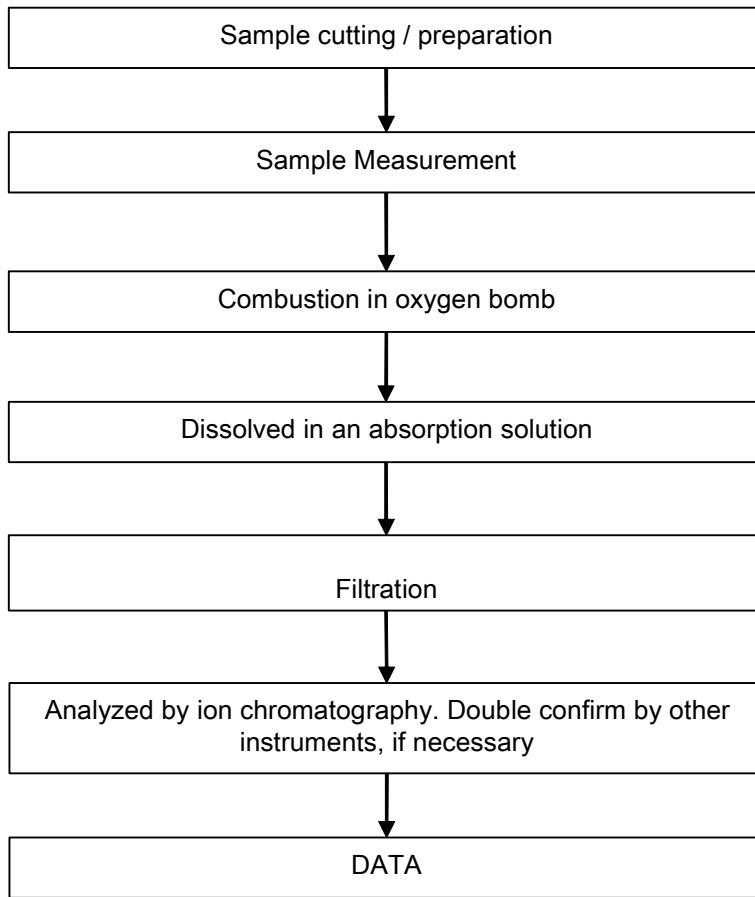 Sample cutting / preparation
Sample Measurement
Combustion in oxygen bomb
Dissolved in an absorption solution
Filtration
Analyzed by ion chromatography. Double confirm by other
instruments, if necessary
DATA